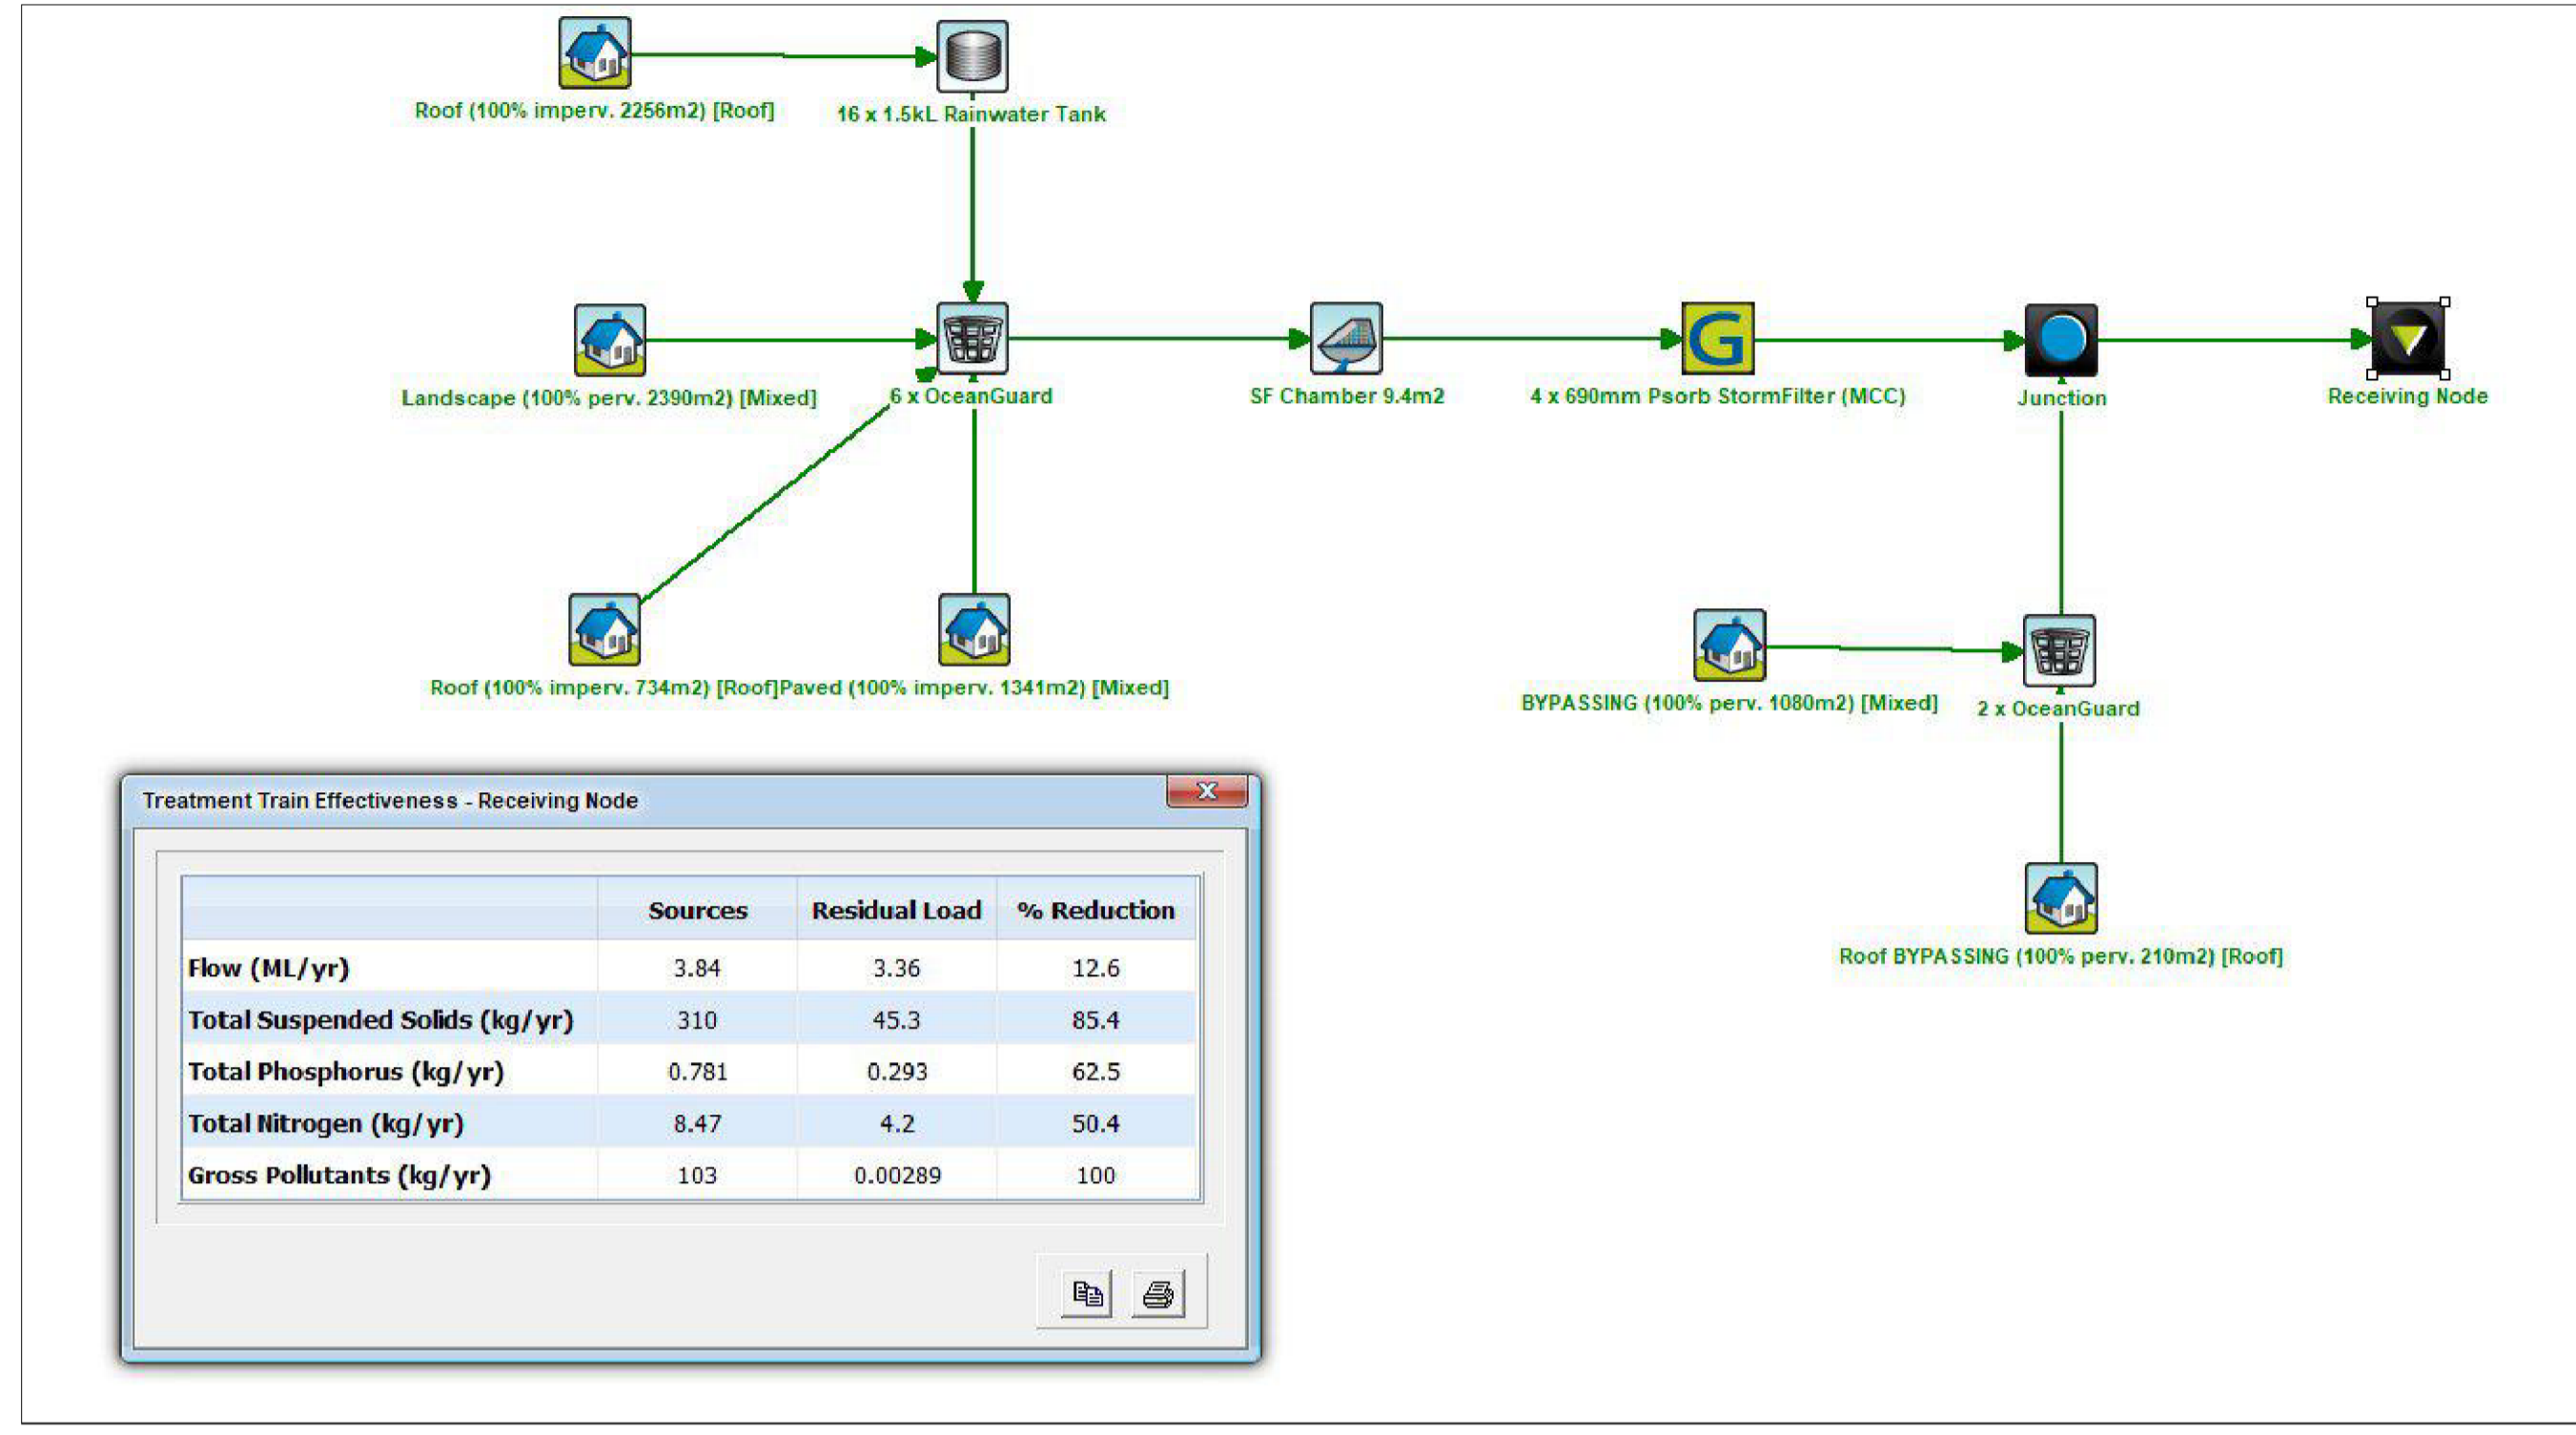 Roof (100% imperv. 2256m2) [Roof]
16 x 1.5kL Rainwater Tank
Landscape (100% perv. 2390m2) [Mixed]
6 x OceanGuard
SF Chamber 9.4m2
G
4 x 690mm Psorb StormFilter (MCC)
Junction
Receiving Node
Roof (100% imperv. 734m2) [Roof]
Paved (100% imperv. 1341m2) [Mixed]
BYPASSING (100% perv. 1080m2) [Mixed]
2 x OceanGuard
Roof BYPASSING (100% perv. 210m2) [Roof]
Treatment Train Effectiveness - Receiving Node
Sources Residual Load % Reduction
Flow (ML/yr) 3.84 3.36 12.6
Total Suspended Solids (kg/yr) 310 45.3 85.4
Total Phosphorus (kg/yr) 0.781 0.293 62.5
Total Nitrogen (kg/yr) 8.47 4.2 50.4
Gross Pollutants (kg/yr) 103 0.00289 100